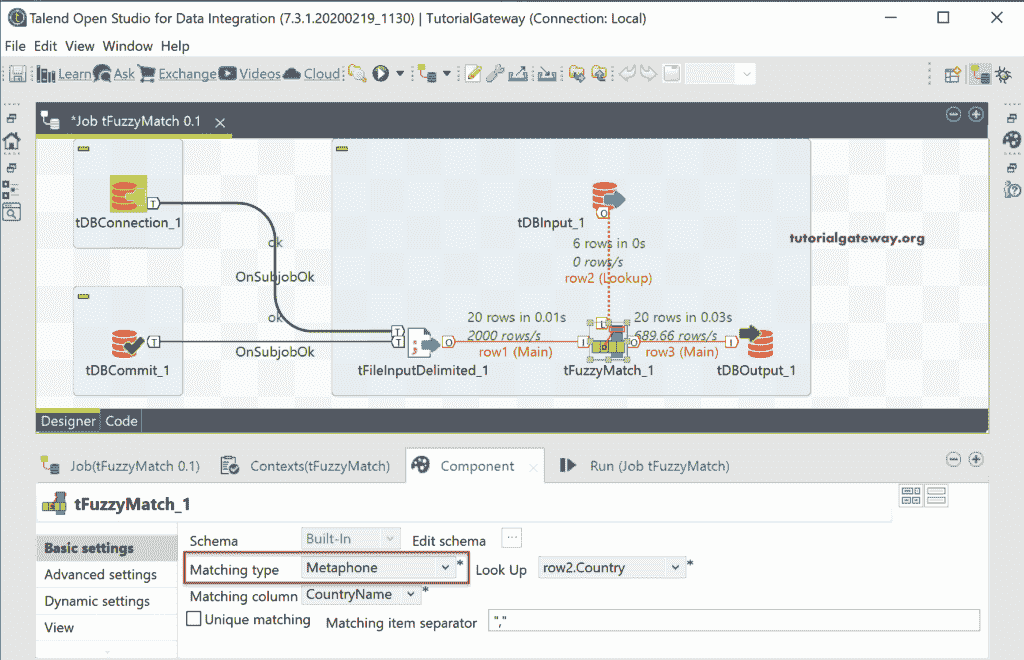 Talend Open Studio for Data Integration (7.3.1.20200219_1130) | TutorialGateway (Connection: Local)
File Edit View Window Help
Learn Ask Exchange Videos Cloud
*Job tFuzzyMatch 0.1
tDBConnection_1
T
tDBInput_1
O
6 rows in 0s
0 rows/s
row2 (Lookup)
tutorialgateway.org
ok
OnSubjobOk
ok
OnSubjobOk
tDBCommit_1
T
T
T
tFileInputDelimited_1
O
20 rows in 0.01s
2000 rows/s
row1 (Main)
tFuzzyMatch_1
20 rows in 0.03s
689.66 rows/s
row3 (Main)
tDBOutput_1
Designer Code
Job(tFuzzyMatch 0.1) Contexts(tFuzzyMatch) Component Run (Job tFuzzyMatch)
tFuzzyMatch_1
Basic settings
Advanced settings
Dynamic settings
View
Schema Built-In Edit schema ...
Matching type Metaphone * Look Up row2.Country *
Matching column CountryName *
Unique matching Matching item separator ","